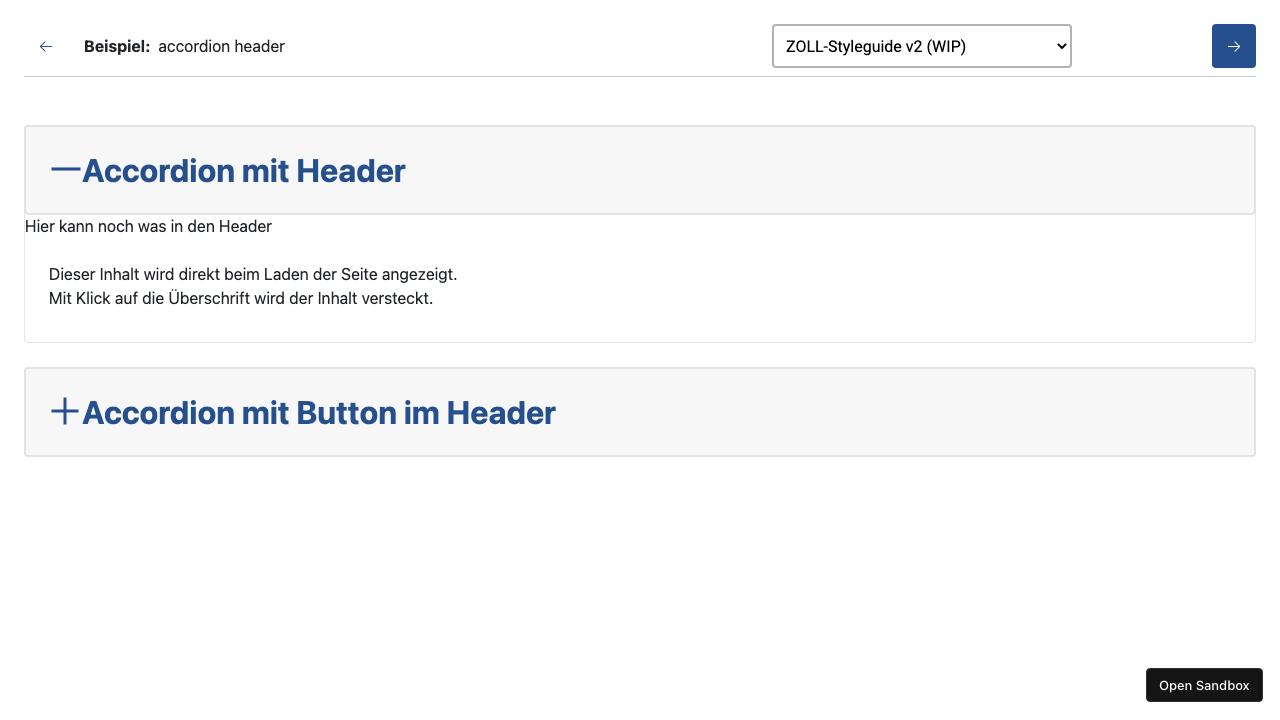 Beispiel: accordion header
ZOLL-Styleguide v2 (WIP)
Accordion mit Header
Hier kann noch was in den Header
Dieser Inhalt wird direkt beim Laden der Seite angezeigt.
Mit Klick auf die Überschrift wird der Inhalt versteckt.
Accordion mit Button im Header
Open Sandbox